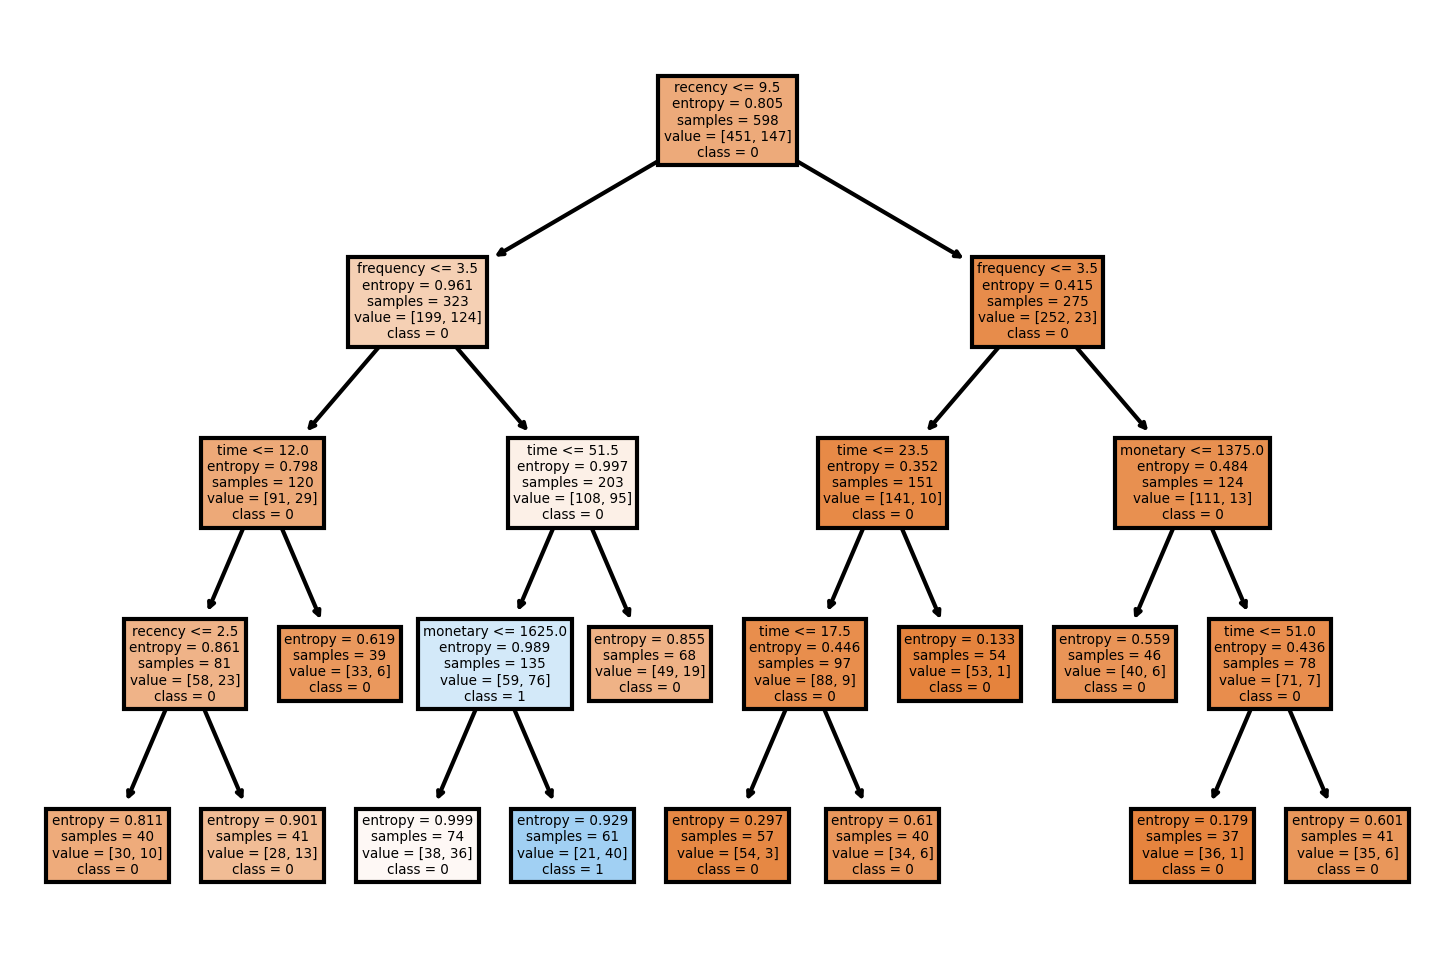 recency <= 9.5
entropy = 0.805
samples = 598
value = [451, 147]
class = 0
frequency <= 3.5
entropy = 0.961
samples = 323
value = [199, 124]
class = 0
frequency <= 3.5
entropy = 0.415
samples = 275
value = [252, 23]
class = 0
time <= 12.0
entropy = 0.798
samples = 120
value = [91, 29]
class = 0
time <= 51.5
entropy = 0.997
samples = 203
value = [108, 95]
class = 0
time <= 23.5
entropy = 0.352
samples = 151
value = [141, 10]
class = 0
monetary <= 1375.0
entropy = 0.484
samples = 124
value = [111, 13]
class = 0
recency <= 2.5
entropy = 0.861
samples = 81
value = [58, 23]
class = 0
entropy = 0.619
samples = 39
value = [33, 6]
class = 0
monetary <= 1625.0
entropy = 0.989
samples = 135
value = [59, 76]
class = 1
entropy = 0.855
samples = 68
value = [49, 19]
class = 0
time <= 17.5
entropy = 0.446
samples = 97
value = [88, 9]
class = 0
entropy = 0.133
samples = 54
value = [53, 1]
class = 0
entropy = 0.559
samples = 46
value = [40, 6]
class = 0
time <= 51.0
entropy = 0.436
samples = 78
value = [71, 7]
class = 0
entropy = 0.811
samples = 40
value = [30, 10]
class = 0
entropy = 0.901
samples = 41
value = [28, 13]
class = 0
entropy = 0.999
samples = 74
value = [38, 36]
class = 0
entropy = 0.929
samples = 61
value = [21, 40]
class = 1
entropy = 0.297
samples = 57
value = [54, 3]
class = 0
entropy = 0.61
samples = 40
value = [34, 6]
class = 0
entropy = 0.179
samples = 37
value = [36, 1]
class = 0
entropy = 0.601
samples = 41
value = [35, 6]
class = 0